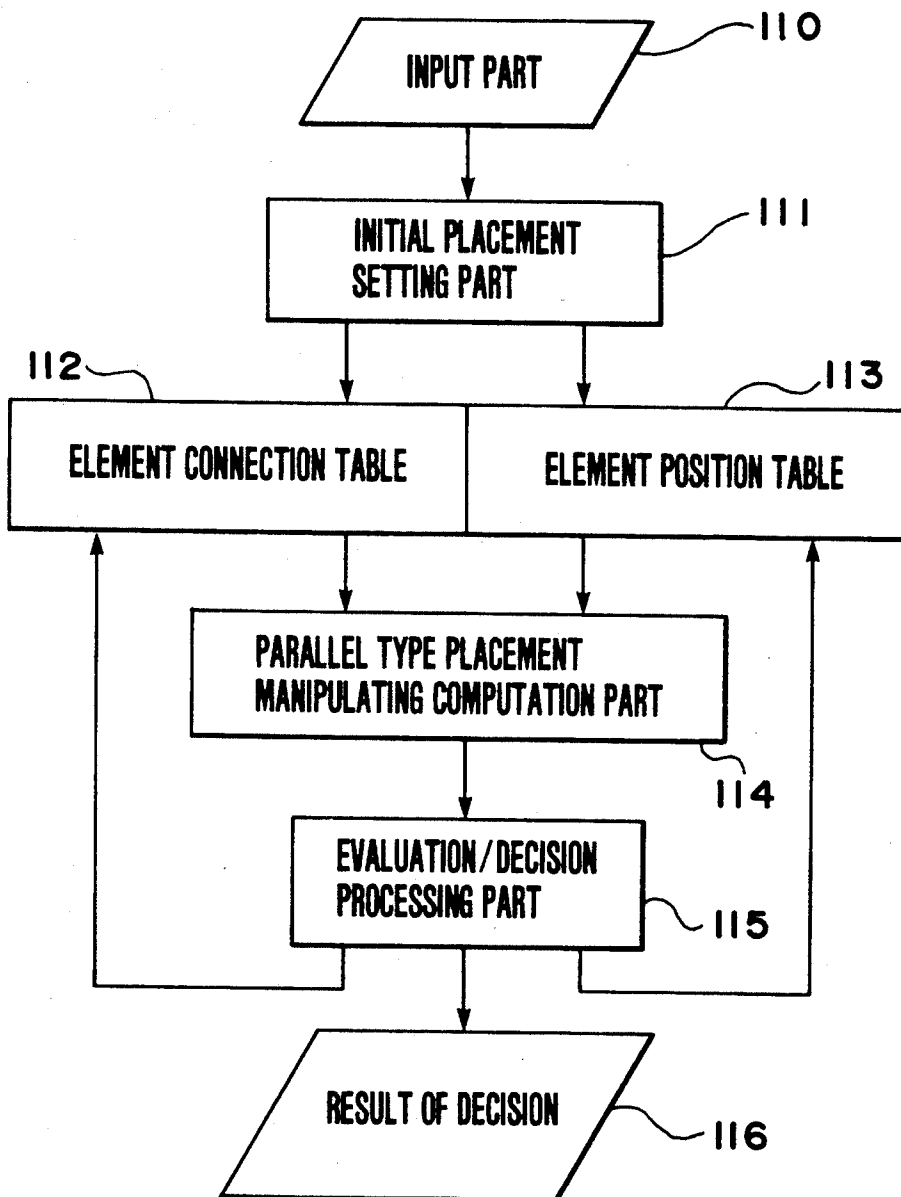 110
INPUT PART
111
INITIAL PLACEMENT
SETTING PART
112
113
ELEMENT CONNECTION TABLE
ELEMENT POSITION TABLE
PARALLEL TYPE PLACEMENT
MANIPULATING COMPUTATION PART
114
EVALUATION/DECISION
PROCESSING PART
115
RESULT OF DECISION
116